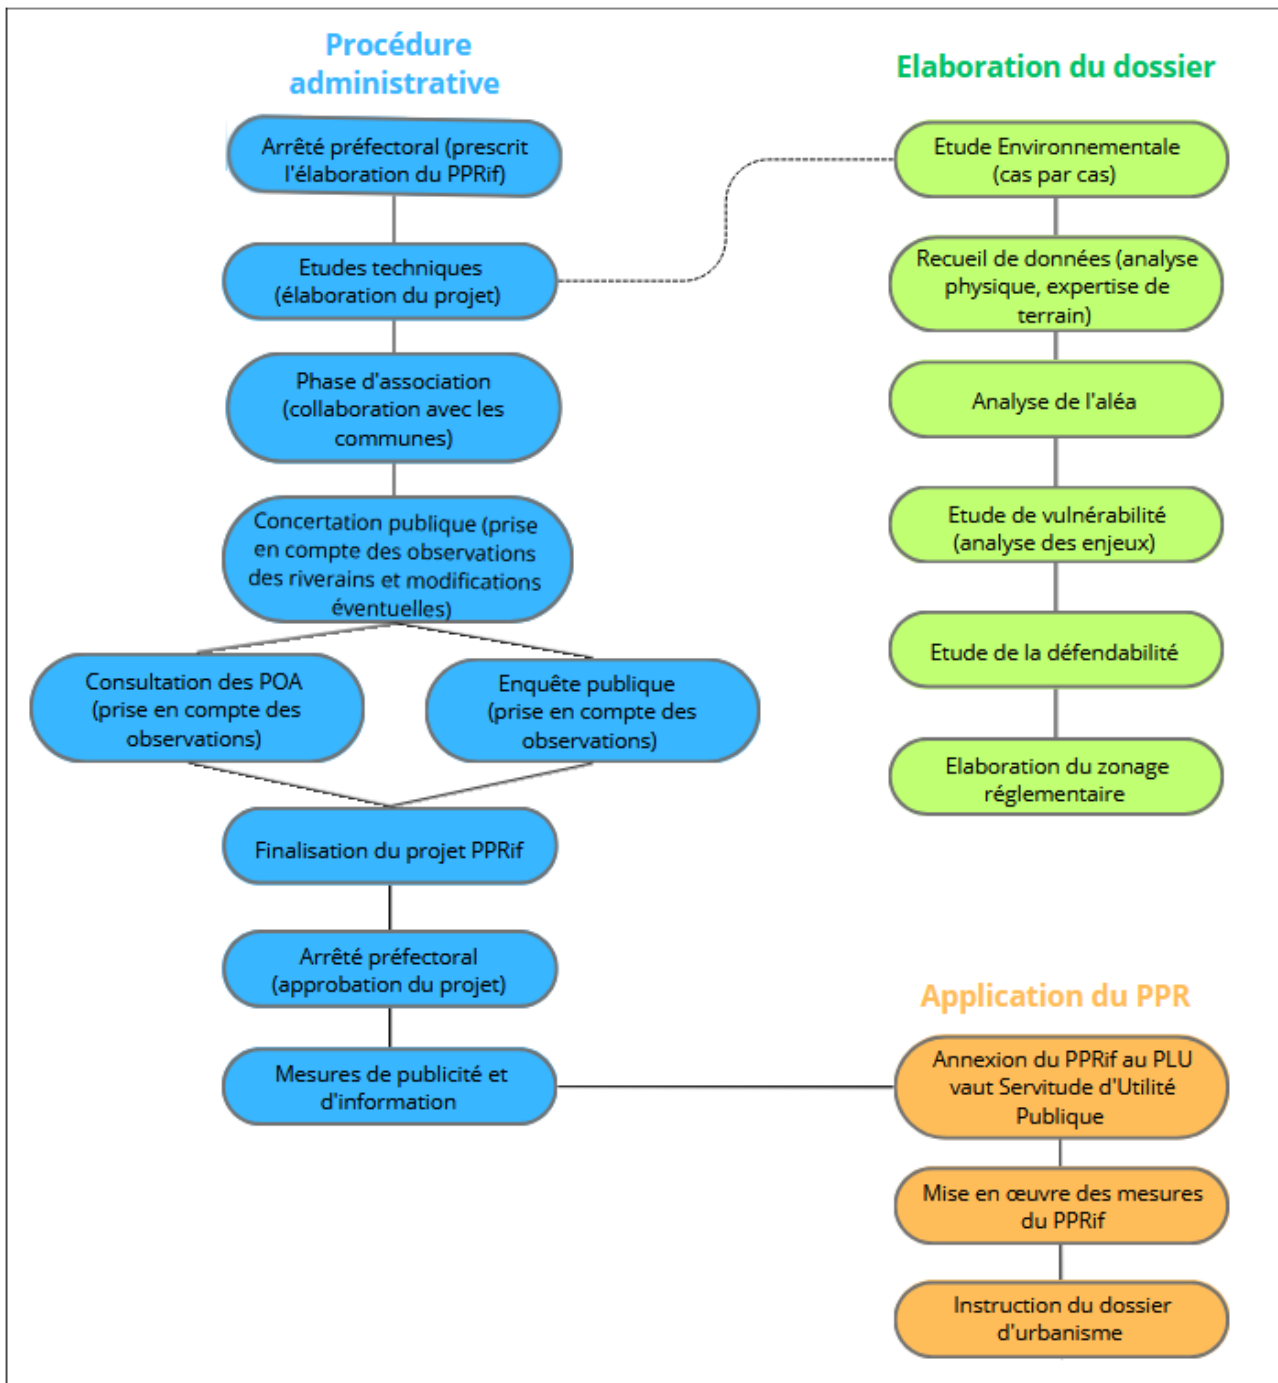 Procédure
administrative
Arrêté préfectoral (prescrit
l'élaboration du PPRif)
Etudes techniques
(élaboration du projet)
Phase d'association
(collaboration avec les
communes)
Concertation publique (prise
en compte des observations
des riverains et modifications
éventuelles)
Consultation des POA
(prise en compte des
observations)
Enquête publique
(prise en compte des
observations)
Finalisation du projet PPRif
Arrêté préfectoral
(approbation du projet)
Mesures de publicité et
d'information
Elaboration du dossier
Etude Environnementale
(cas par cas)
Recueil de données (analyse
physique, expertise de
terrain)
Analyse de l'aléa
Etude de vulnérabilité
(analyse des enjeux)
Etude de la défendabilité
Elaboration du zonage
réglementaire
Application du PPR
Annexion du PPRif au PLU
vaut Servitude d'Utilité
Publique
Mise en œuvre des mesures
du PPRif
Instruction du dossier
d'urbanisme